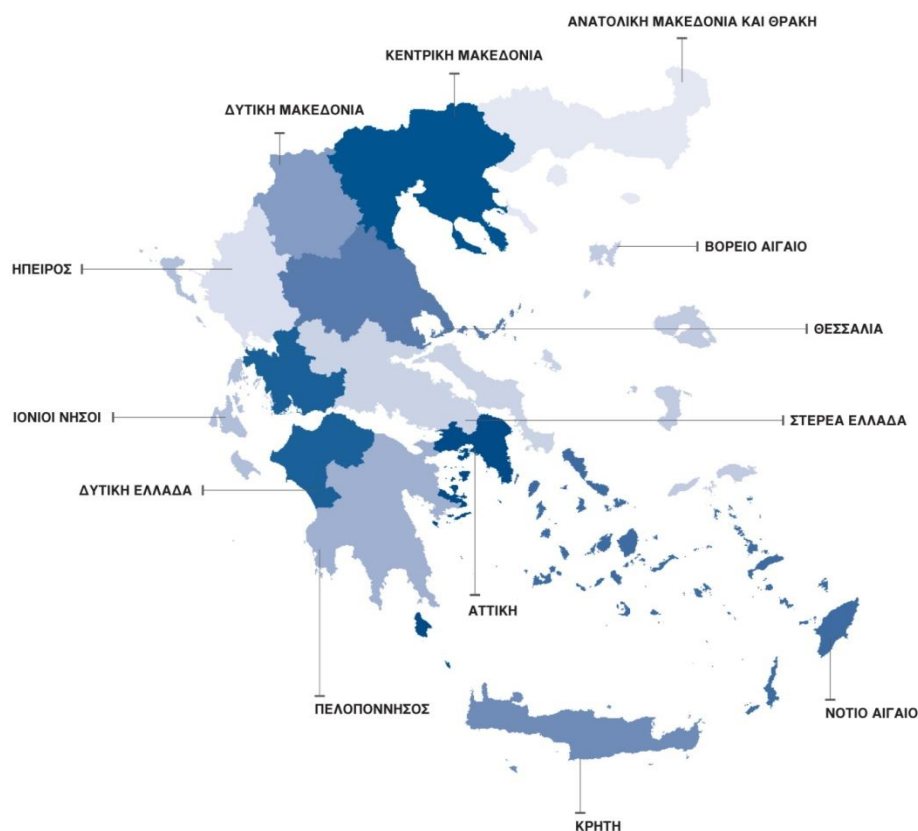 ΑΝΑΤΟΛΙΚΗ ΜΑΚΕΔΟΝΙΑ ΚΑΙ ΘΡΑΚΗ
ΚΕΝΤΡΙΚΗ ΜΑΚΕΔΟΝΙΑ
ΔΥΤΙΚΗ ΜΑΚΕΔΟΝΙΑ
ΒΟΡΕΙΟ ΑΙΓΑΙΟ
ΗΠΕΙΡΟΣ
ΘΕΣΣΑΛΙΑ
ΙΟΝΙΟΙ ΝΗΣΟΙ
ΣΤΕΡΕΑ ΕΛΛΑΔΑ
ΔΥΤΙΚΗ ΕΛΛΑΔΑ
ΑΤΤΙΚΗ
ΠΕΛΟΠΟΝΝΗΣΟΣ
ΝΟΤΙΟ ΑΙΓΑΙΟ
ΚΡΗΤΗ